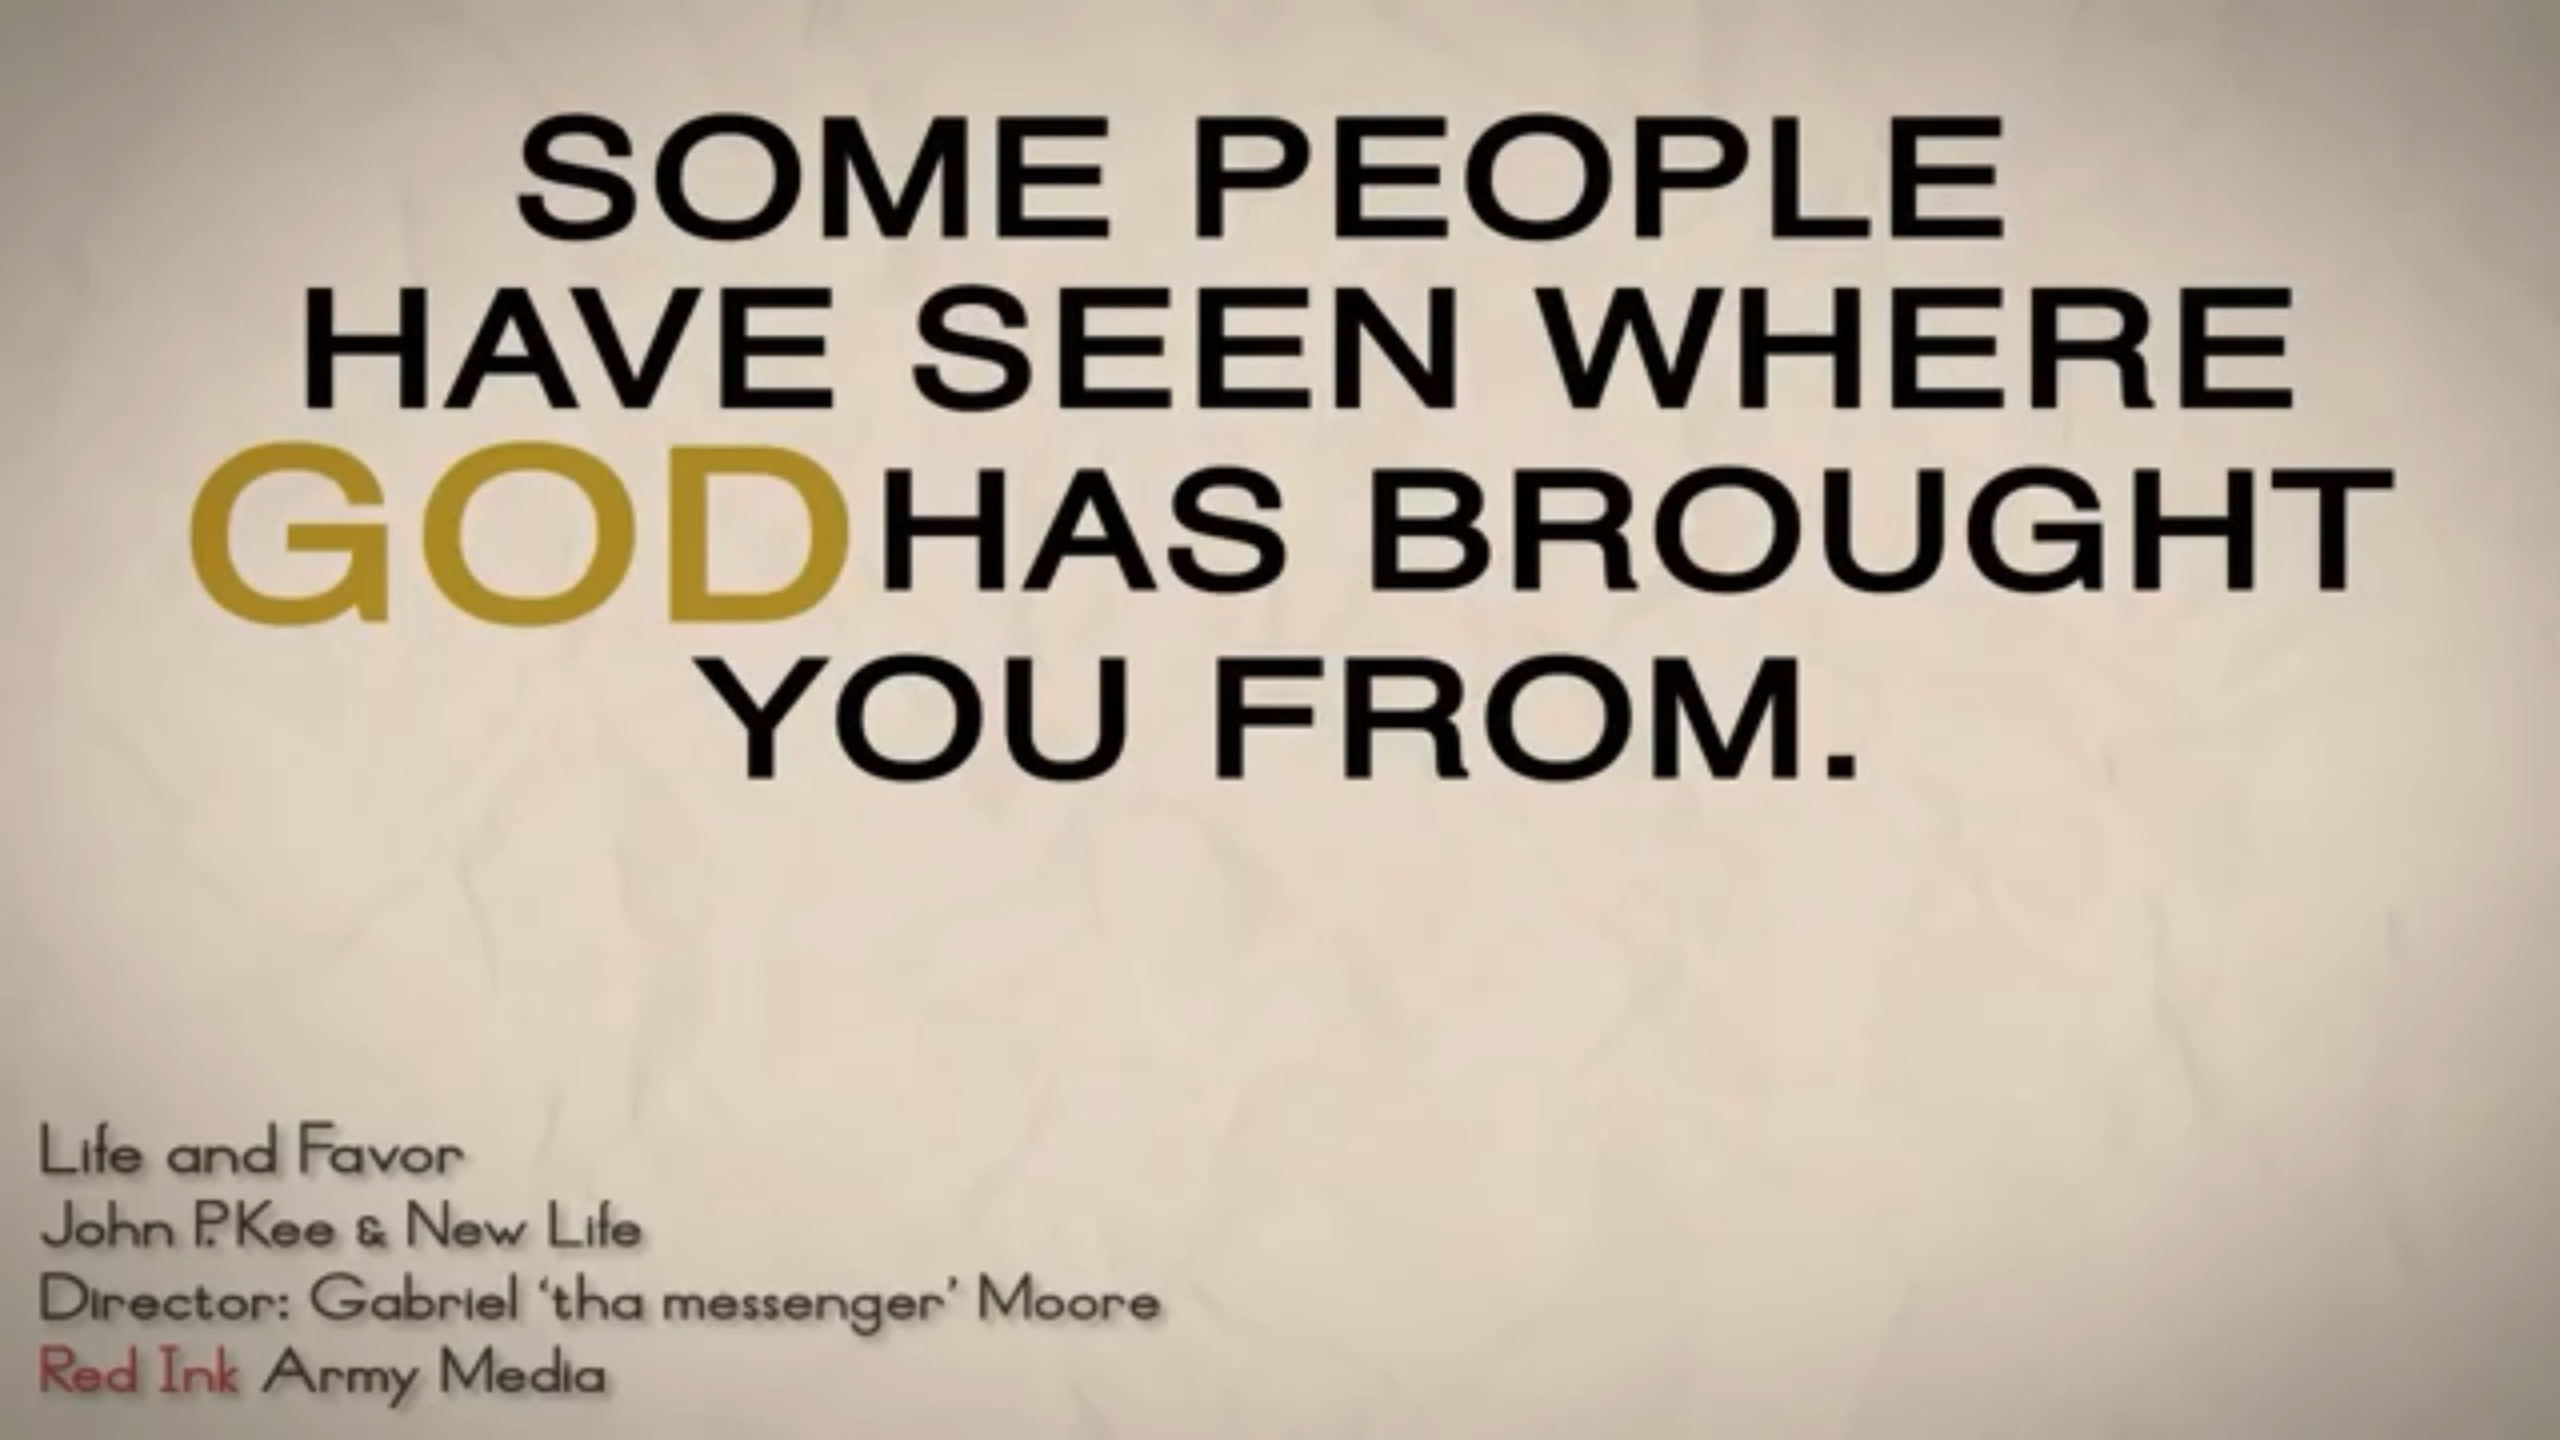 SOME PEOPLE
HAVE SEEN WHERE
GOD HAS BROUGHT
YOU FROM.
Life and Favor
John P. Kee & New Life
Director: Gabriel ‘tha messenger’ Moore
Red Ink Army Media